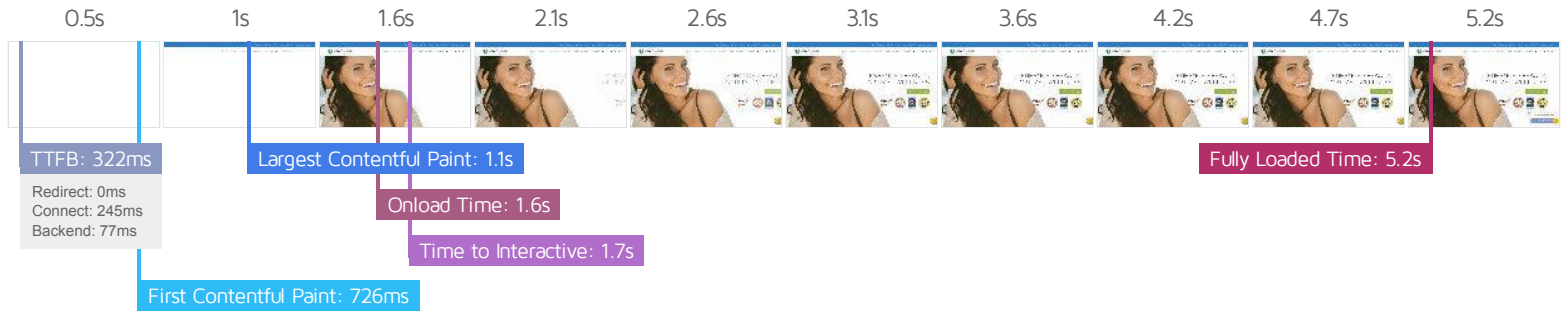 0.5s
1s
1.6s
2.1s
2.6s
3.1s
3.6s
4.2s
4.7s
5.2s
TTFB: 322ms
Redirect: 0ms
Connect: 245ms
Backend: 77ms
Largest Contentful Paint: 1.1s
Fully Loaded Time: 5.2s
Onload Time: 1.6s
Time to Interactive: 1.7s
First Contentful Paint: 726ms